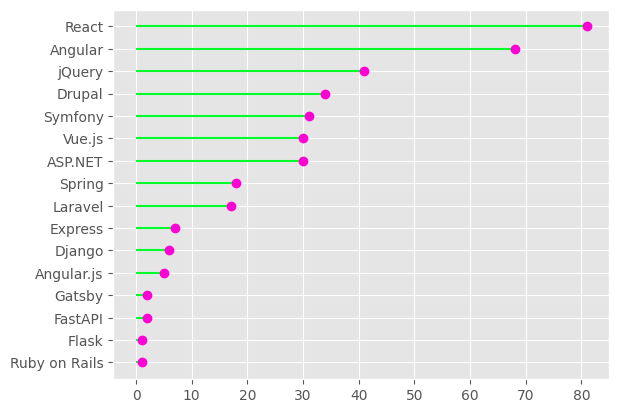 React
Angular
jQuery
Drupal
Symfony
Vue.js
ASP.NET
Spring
Laravel
Express
Django
Angular.js
Gatsby
FastAPI
Flask
Ruby on Rails
0 10 20 30 40 50 60 70 80